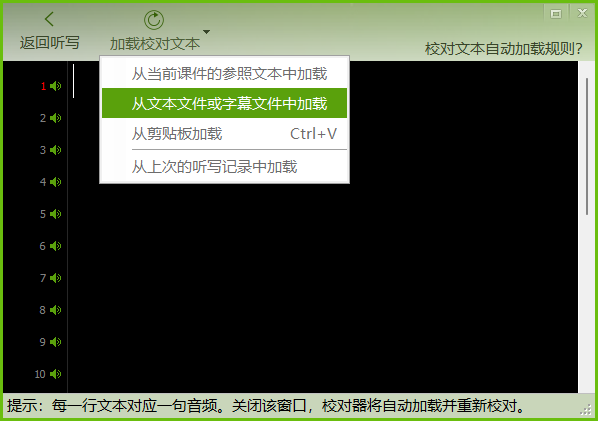 返回听写
加载校对文本
校对文本自动加载规则?
从当前课件的参照文本中加载
从文本文件或字幕文件中加载
从剪贴板加载 Ctrl+V
从上次的听写记录中加载
1
2
3
4
5
6
7
8
9
10
提示：每一行文本对应一句音频。关闭该窗口，校对器将自动加载并重新校对。